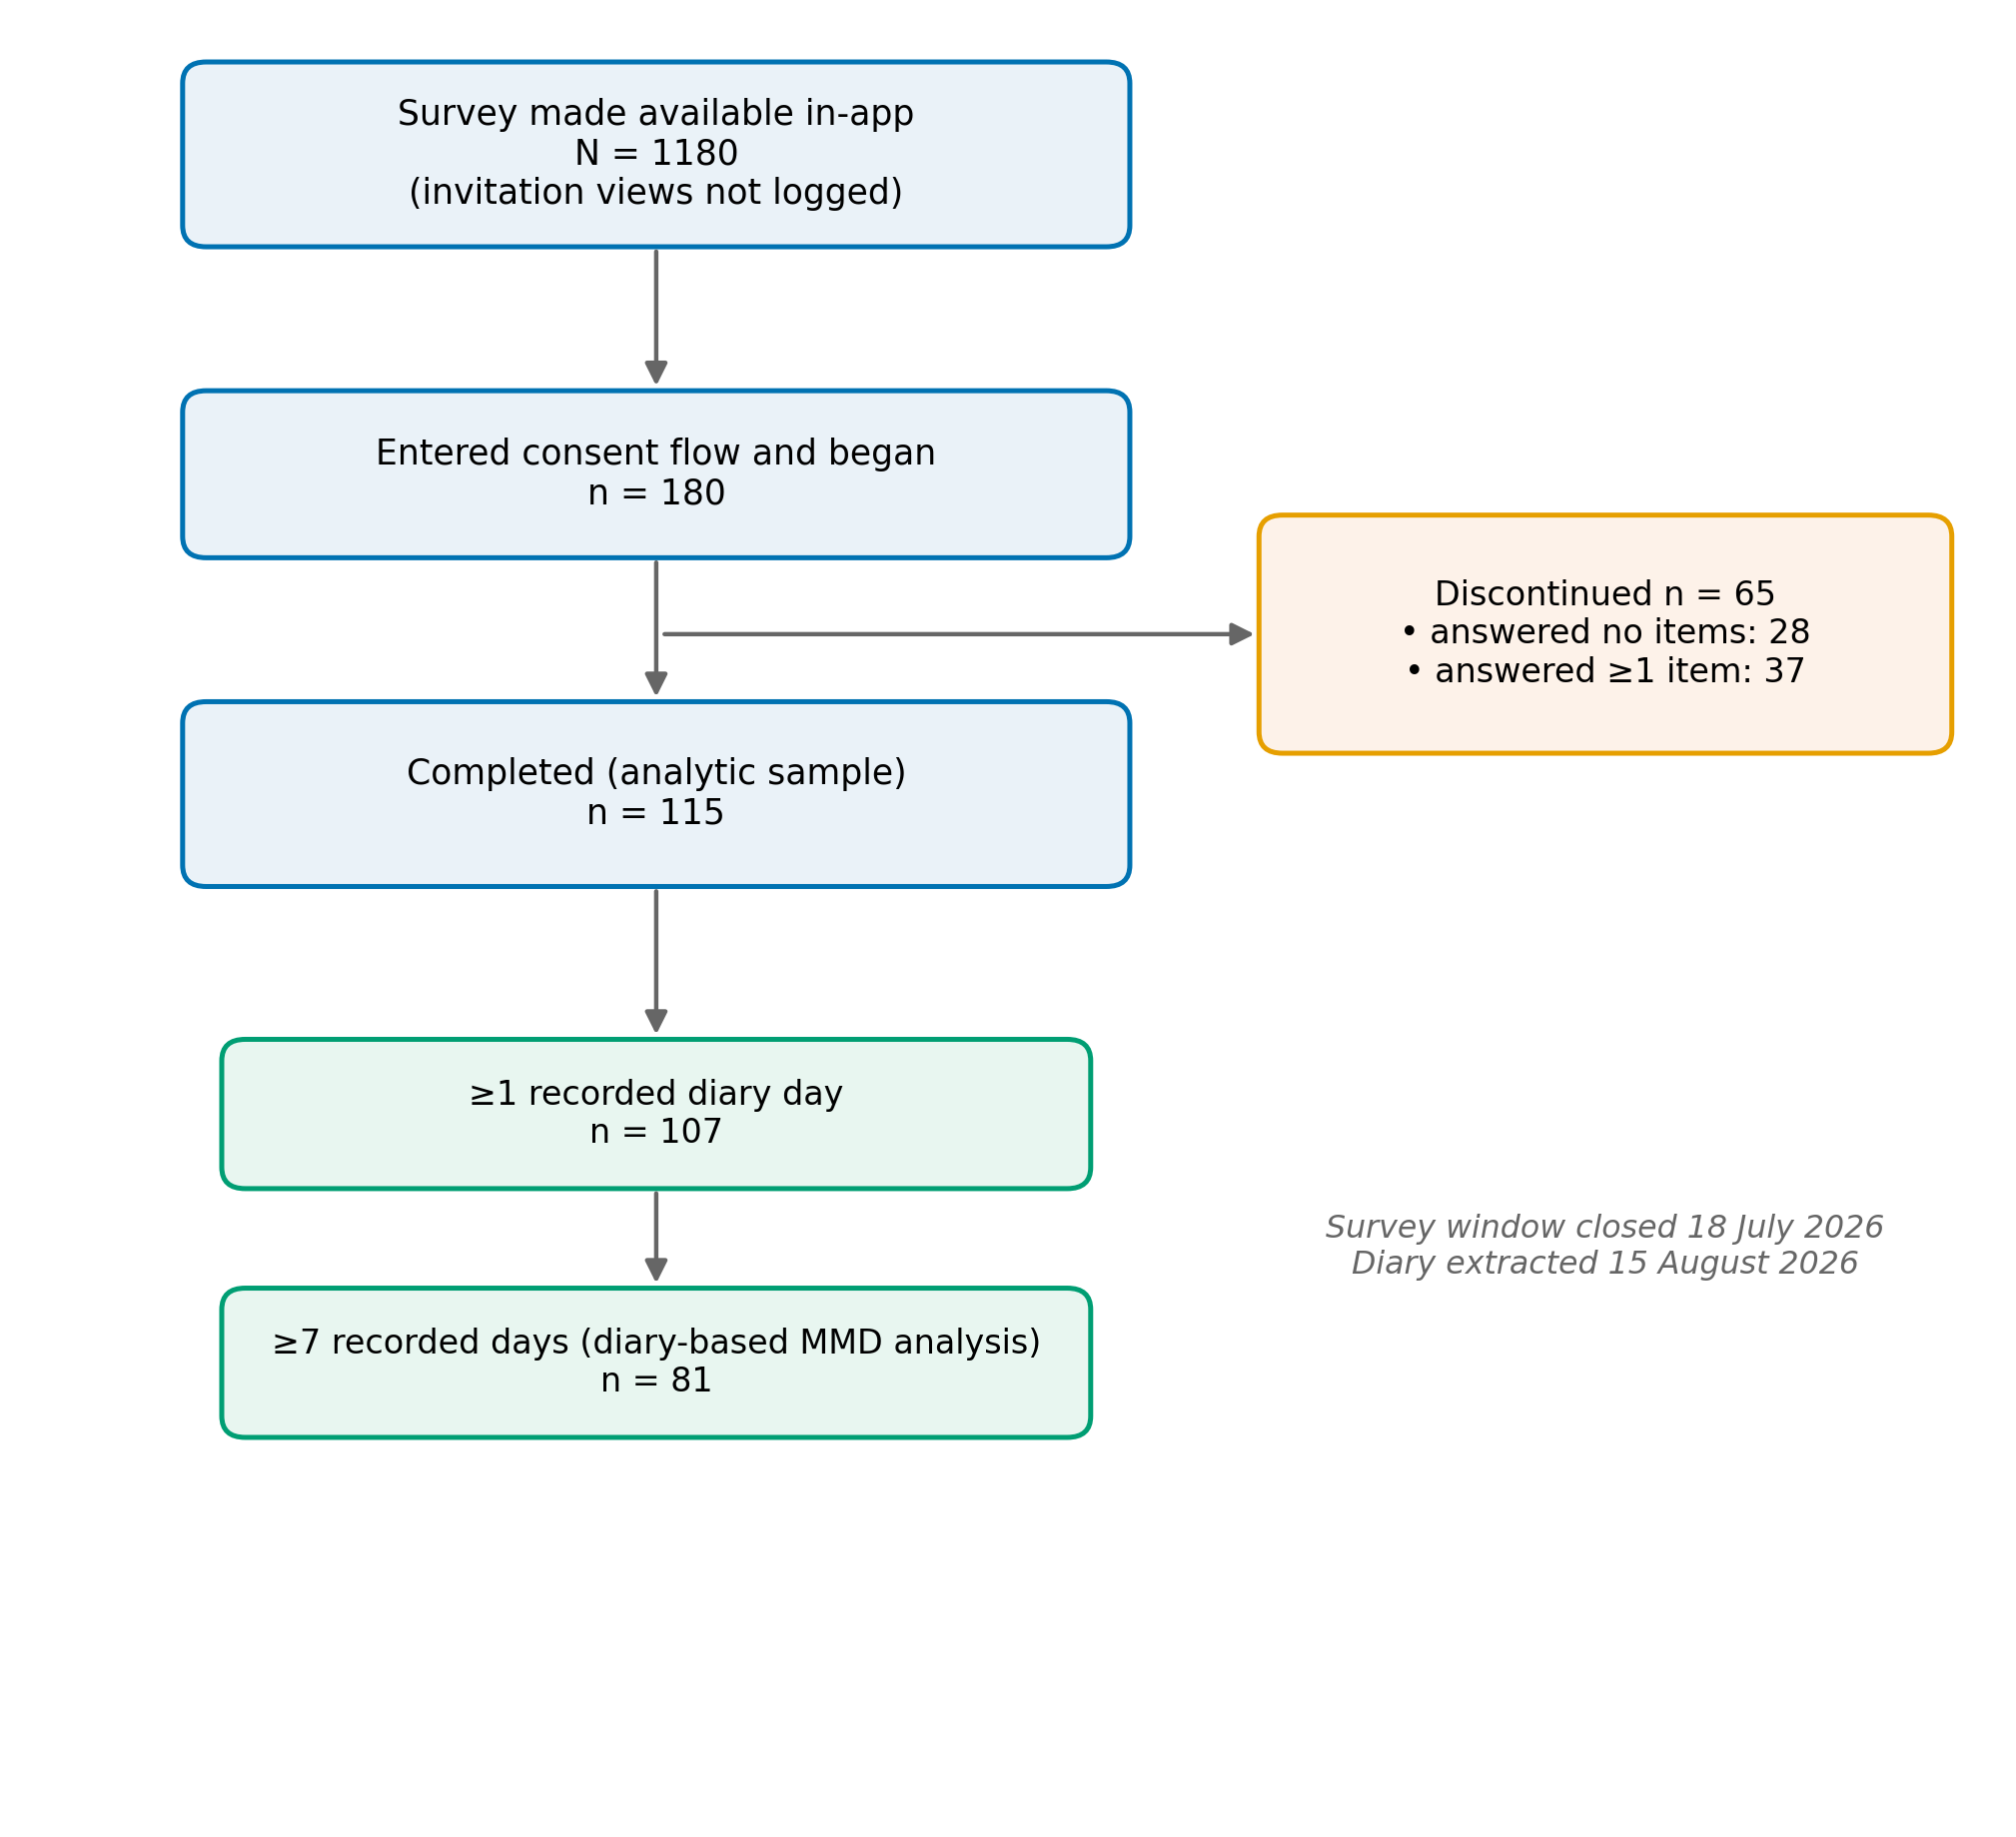 Survey made available in-app
N = 1180
(invitation views not logged)
Entered consent flow and began
n = 180
Discontinued n = 65
• answered no items: 28
• answered ≥1 item: 37
Completed (analytic sample)
n = 115
≥1 recorded diary day
n = 107
Survey window closed 18 July 2026
Diary extracted 15 August 2026
≥7 recorded days (diary-based MMD analysis)
n = 81